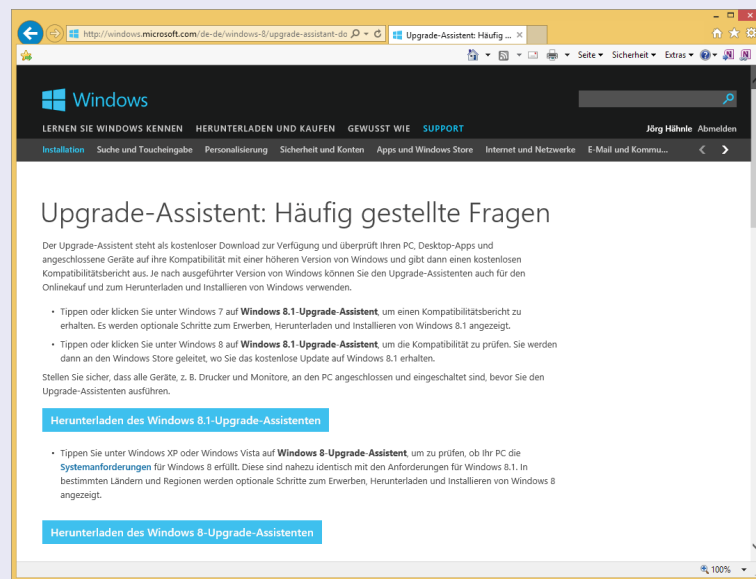 http://windows.microsoft.com/de-de/windows-8/upgrade-assistant-do
Upgrade-Assistent: Häufig ...
Seite Sicherheit Extras
Windows
LERNEN SIE WINDOWS KENNEN HERUNTERLADEN UND KAUFEN GEWUSST WIE SUPPORT
Jörg Hähnle Abmelden
Installation Suche und Toucheingabe Personalisierung Sicherheit und Konten Apps und Windows Store Internet und Netzwerke E-Mail und Kommu...
Upgrade-Assistent: Häufig gestellte Fragen
Der Upgrade-Assistent steht als kostenloser Download zur Verfügung und überprüft Ihren PC, Desktop-Apps und
angeschlossene Geräte auf ihre Kompatibilität mit einer höheren Version von Windows und gibt dann einen kostenlosen
Kompatibilitätsbericht aus. Je nach ausgeführter Version von Windows können Sie den Upgrade-Assistenten auch für den
Onlinekauf und zum Herunterladen und Installieren von Windows verwenden.
• Tippen oder klicken Sie unter Windows 7 auf Windows 8.1-Upgrade-Assistent, um einen Kompatibilitätsbericht zu
erhalten. Es werden optionale Schritte zum Erwerben, Herunterladen und Installieren von Windows 8.1 angezeigt.
• Tippen oder klicken Sie unter Windows 8 auf Windows 8.1-Upgrade-Assistent, um die Kompatibilität zu prüfen. Sie werden
dann an den Windows Store geleitet, wo Sie das kostenlose Update auf Windows 8.1 erhalten.
Stellen Sie sicher, dass alle Geräte, z. B. Drucker und Monitore, an den PC angeschlossen und eingeschaltet sind, bevor Sie den
Upgrade-Assistenten ausführen.
Herunterladen des Windows 8.1-Upgrade-Assistenten
• Tippen Sie unter Windows XP oder Windows Vista auf Windows 8-Upgrade-Assistent, um zu prüfen, ob Ihr PC die
Systemanforderungen für Windows 8 erfüllt. Diese sind nahezu identisch mit den Anforderungen für Windows 8.1. In
bestimmten Ländern und Regionen werden optionale Schritte zum Erwerben, Herunterladen und Installieren von Windows 8
angezeigt.
Herunterladen des Windows 8-Upgrade-Assistenten
100%